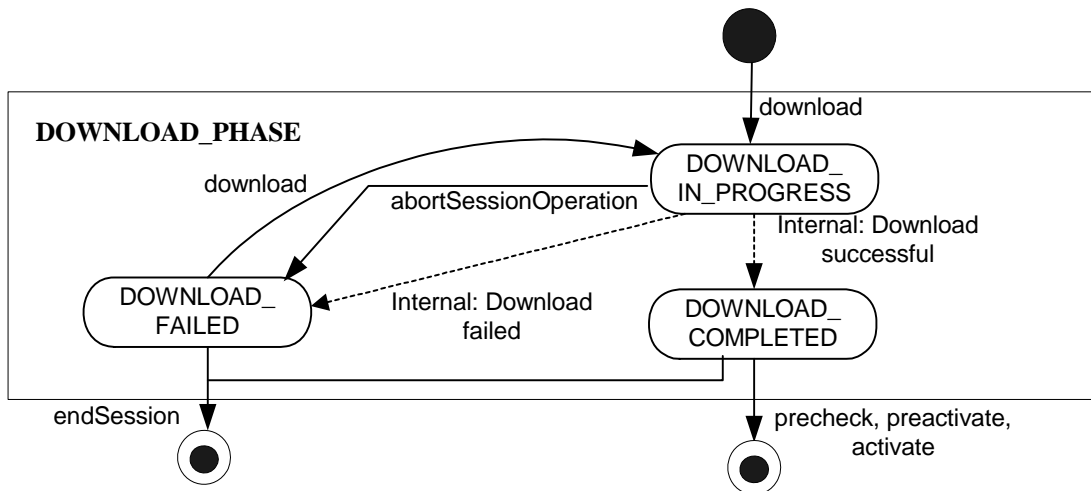 download
DOWNLOAD_PHASE
DOWNLOAD_
IN_PROGRESS
download
abortSessionOperation
Internal: Download
successful
DOWNLOAD_
FAILED
Internal: Download
failed
DOWNLOAD_
COMPLETED
endSession
precheck, preactivate,
activate